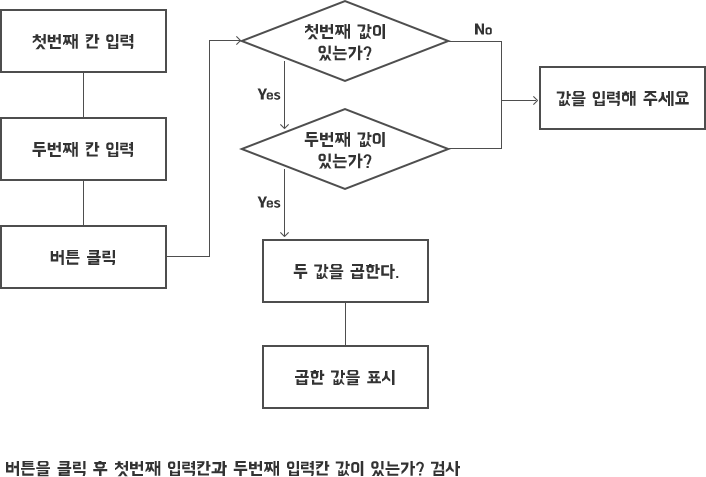 첫번째 칸 입력
두번째 칸 입력
버튼 클릭
첫번째 값이
있는가?
No
Yes
두번째 값이
있는가?
Yes
값을 입력해 주세요
두 값을 곱한다.
곱한 값을 표시
버튼을 클릭 후 첫번째 입력칸과 두번째 입력칸 값이 있는가? 검사